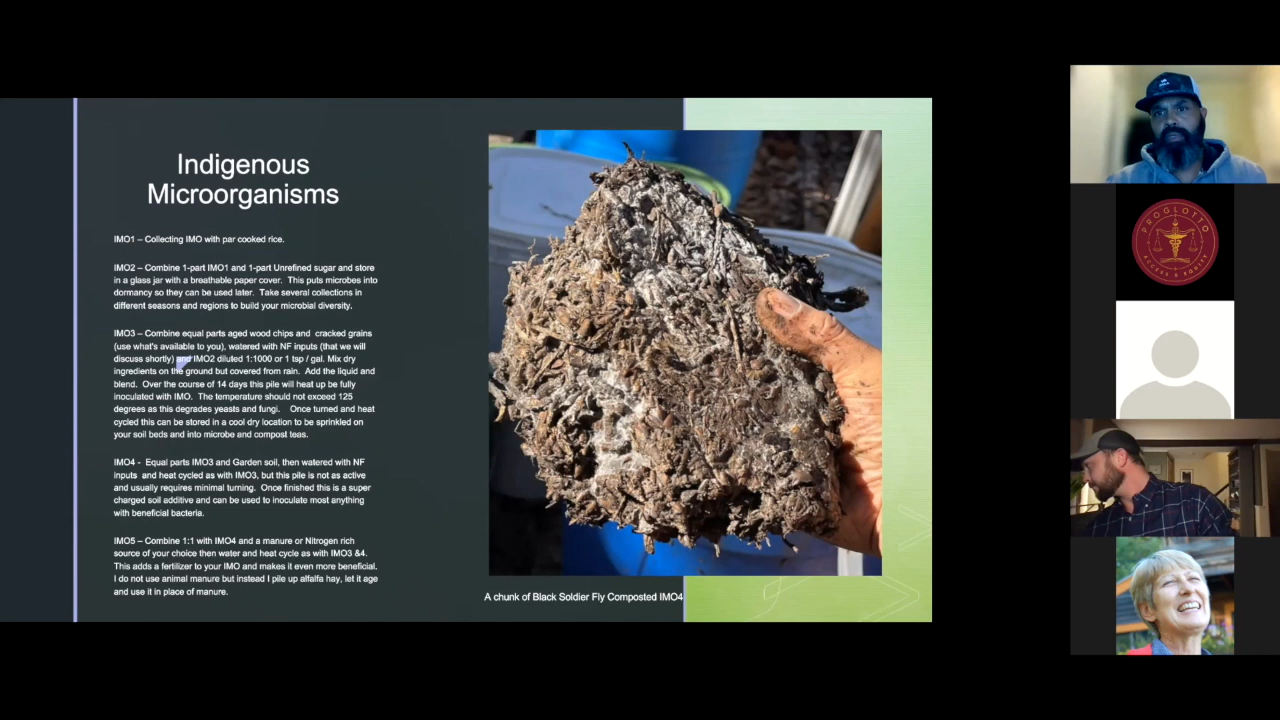 Indigenous
Microorganisms
IMO1 – Collecting IMO with par cooked rice.
IMO2 – Combine 1-part IMO1 and 1-part Unrefined sugar and store
in a glass jar with a breathable paper cover. This puts microbes into
dormancy so they can be used later. Take several collections in
different seasons and regions to build your microbial diversity.
IMO3 – Combine equal parts aged wood chips and cracked grains
(use what's available to you), watered with NF inputs (that we will
discuss shortly) and IMO2 diluted 1:1000 or 1 tsp / gal. Mix dry
ingredients on the ground but covered from rain. Add the liquid and
blend. Over the course of 14 days this pile will heat up be fully
inoculated with IMO. The temperature should not exceed 125
degrees as this degrades yeasts and fungi. Once turned and heat
cycled this can be stored in a cool dry location to be sprinkled on
your soil beds and into microbe and compost teas.
IMO4 - Equal parts IMO3 and Garden soil, then watered with NF
inputs and heat cycled as with IMO3, but this pile is not as active
and usually requires minimal turning. Once finished this is a super
charged soil additive and can be used to inoculate most anything
with beneficial bacteria.
IMO5 – Combine 1:1 with IMO4 and a manure or Nitrogen rich
source of your choice then water and heat cycle as with IMO3 &4.
This adds a fertilizer to your IMO and makes it even more beneficial.
I do not use animal manure but instead I pile up alfalfa hay, let it age
and use it in place of manure.
A chunk of Black Soldier Fly Composted IMO4
PROGLOTTO
ACCESS & EQUITY